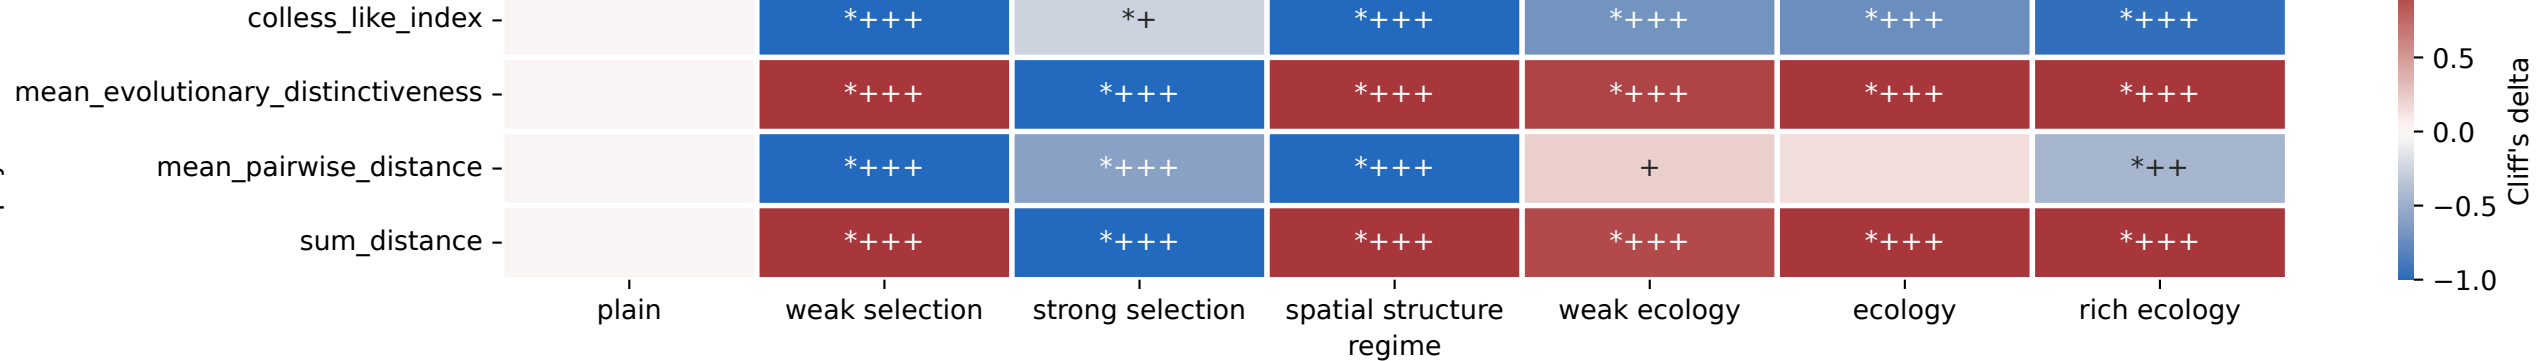 colless_like_index *+++ *+ *+++ *+++ *+++ *+++
mean_evolutionary_distinctiveness *+++ *+++ *+++ *+++ *+++ *+++
mean_pairwise_distance *+++ *+++ *+++ + *++
sum_distance *+++ *+++ *+++ *+++ *+++ *+++
plain weak selection strong selection spatial structure weak ecology ecology rich ecology
regime
0.5
0.0
−0.5
−1.0
Cliff's delta